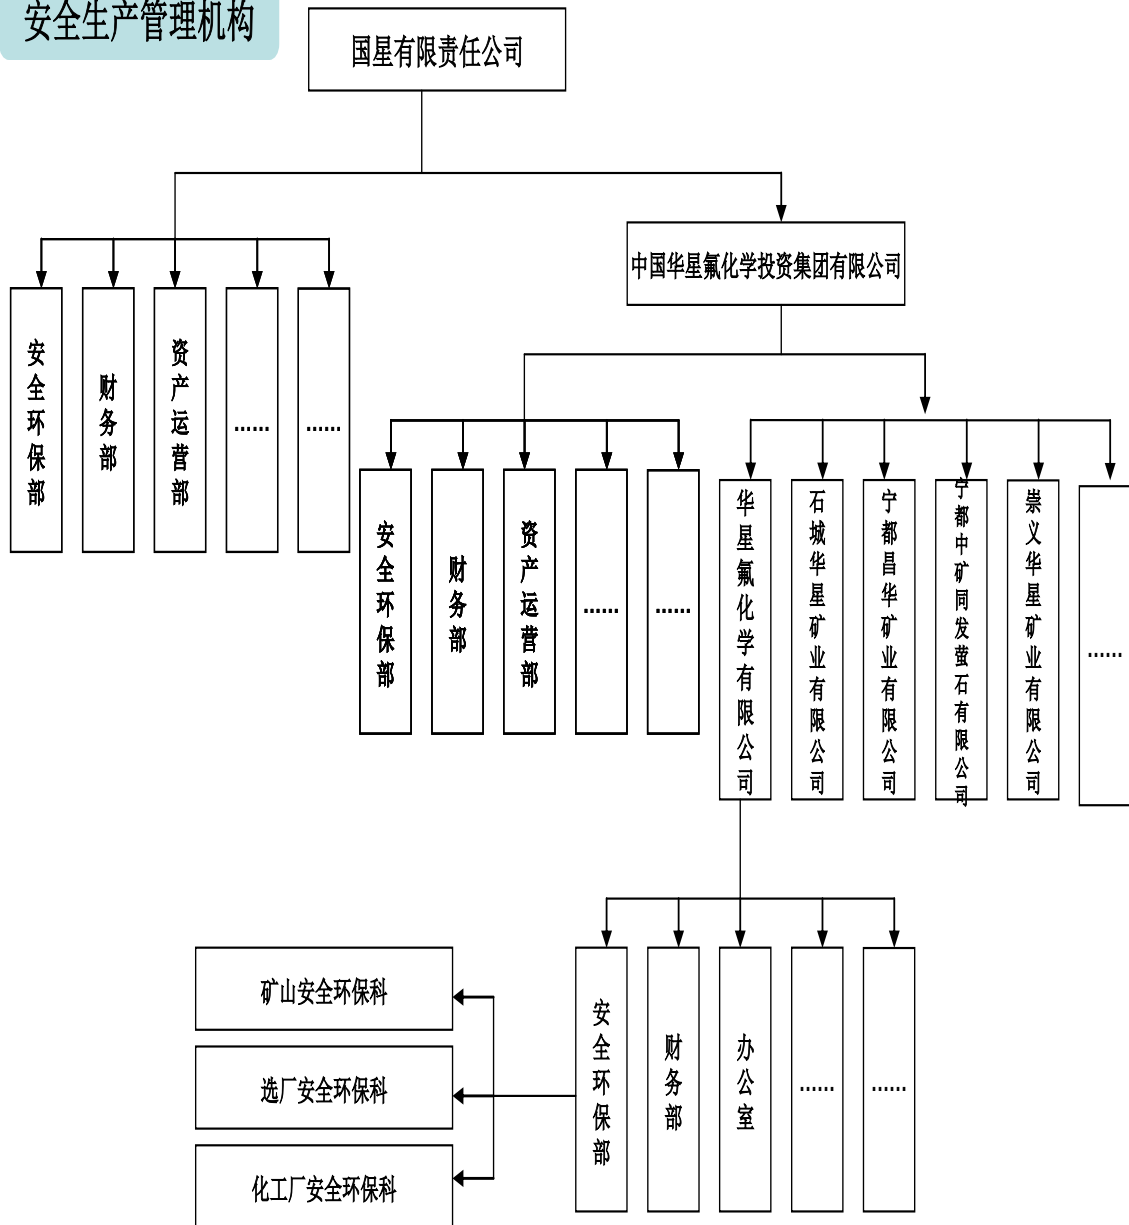 安全生产管理机构
国星有限责任公司
中国华星氟化学投资集团有限公司
安全环保部
财务部
资产运营部
......
......
安全环保部
财务部
资产运营部
......
......
华星氟化学有限公司
石城华星矿业有限公司
宁都昌华矿业有限公司
宁都中矿同发萤石有限公司
崇义华星矿业有限公司
......
矿山安全环保科
选厂安全环保科
化工厂安全环保科
安全环保部
财务部
办公室
......
......